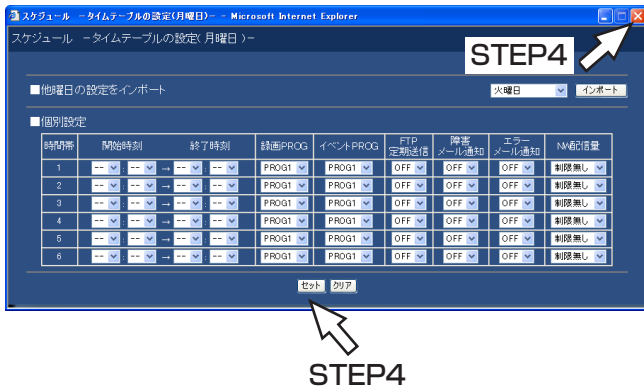 スケジュール －タイムテーブルの設定(月曜日)－ - Microsoft Internet Explorer
スケジュール －タイムテーブルの設定( 月曜日 )－
STEP4
■他曜日の設定をインポート 火曜日 インポート
■個別設定
時間帯 開始時刻 終了時刻 録画PROG イベントPROG FTP定期送信 障害メール通知 エラーメール通知 NW配信量
1 -- : -- → -- : -- PROG1 PROG1 OFF OFF OFF 制限無し
2 -- : -- → -- : -- PROG1 PROG1 OFF OFF OFF 制限無し
3 -- : -- → -- : -- PROG1 PROG1 OFF OFF OFF 制限無し
4 -- : -- → -- : -- PROG1 PROG1 OFF OFF OFF 制限無し
5 -- : -- → -- : -- PROG1 PROG1 OFF OFF OFF 制限無し
6 -- : -- → -- : -- PROG1 PROG1 OFF OFF OFF 制限無し
セット クリア
STEP4